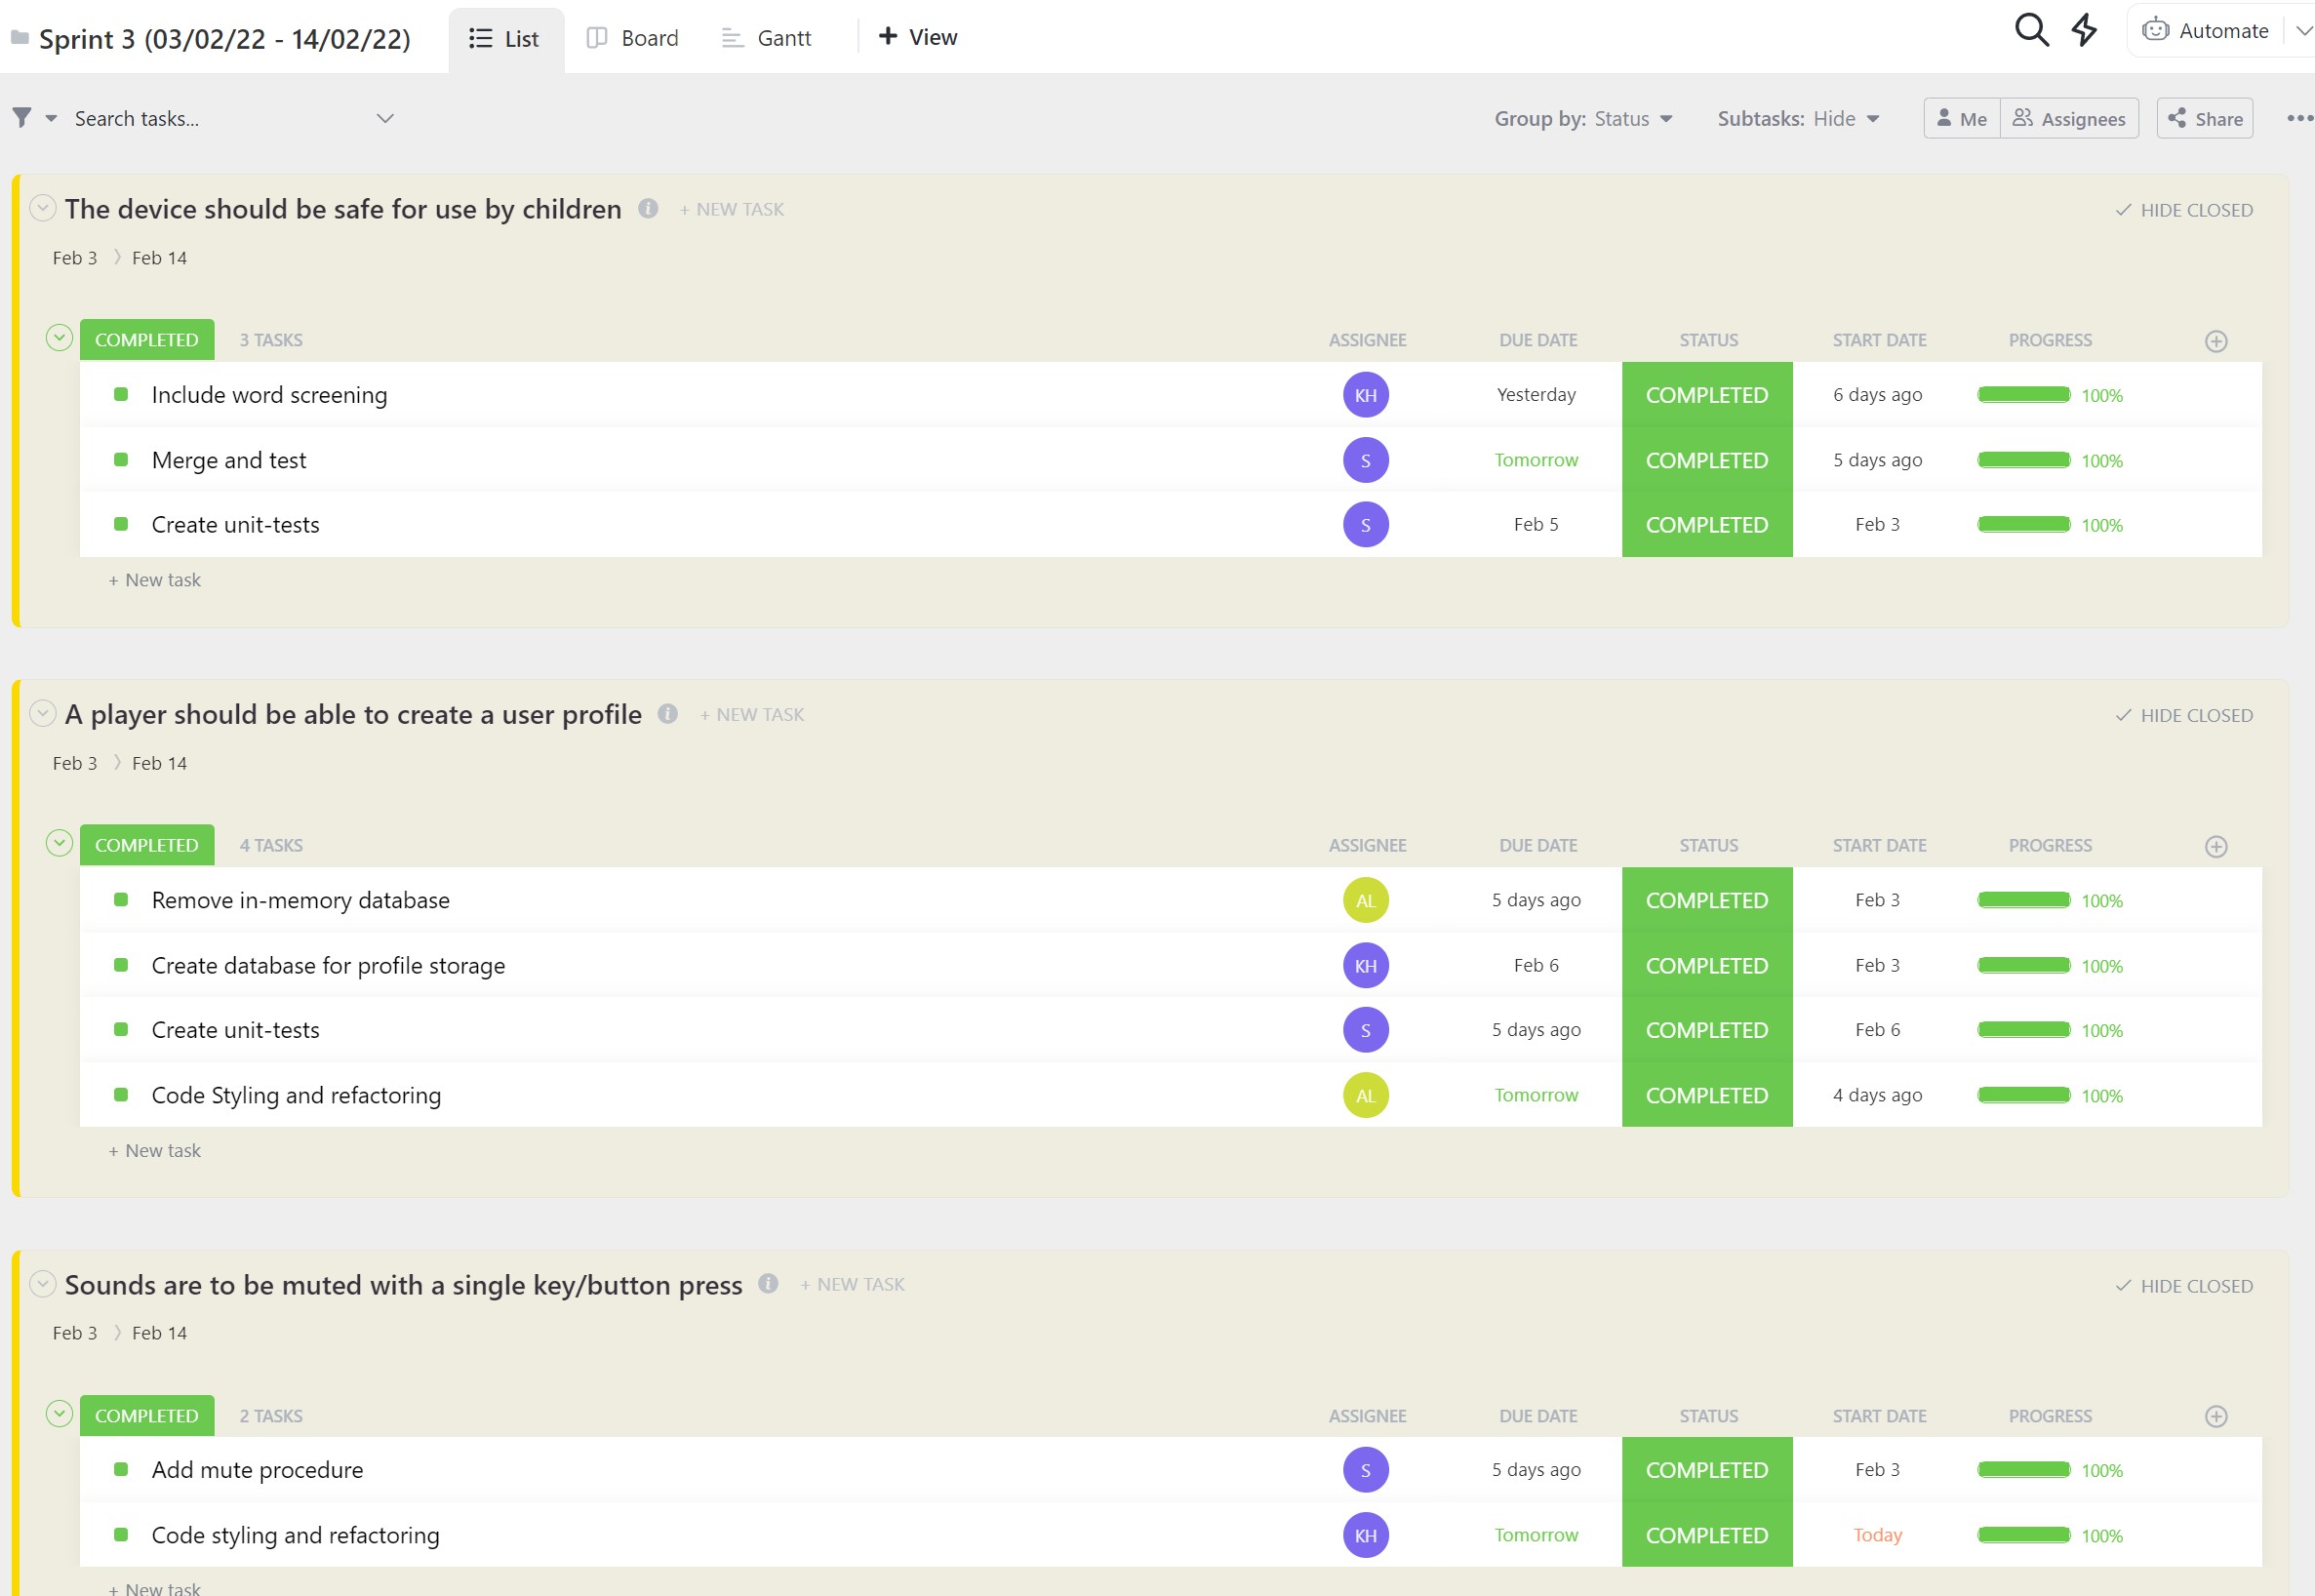 Sprint 3 (03/02/22 - 14/02/22) List Board Gantt + View Automate
Search tasks... Group by: Status Subtasks: Hide Me Assignees Share
The device should be safe for use by children + NEW TASK HIDE CLOSED
Feb 3 Feb 14
COMPLETED 3 TASKS ASSIGNEE DUE DATE STATUS START DATE PROGRESS
Include word screening KH Yesterday COMPLETED 6 days ago 100%
Merge and test S Tomorrow COMPLETED 5 days ago 100%
Create unit-tests S Feb 5 COMPLETED Feb 3 100%
+ New task
A player should be able to create a user profile + NEW TASK HIDE CLOSED
Feb 3 Feb 14
COMPLETED 4 TASKS ASSIGNEE DUE DATE STATUS START DATE PROGRESS
Remove in-memory database AL 5 days ago COMPLETED Feb 3 100%
Create database for profile storage KH Feb 6 COMPLETED Feb 3 100%
Create unit-tests S 5 days ago COMPLETED Feb 6 100%
Code Styling and refactoring AL Tomorrow COMPLETED 4 days ago 100%
+ New task
Sounds are to be muted with a single key/button press + NEW TASK HIDE CLOSED
Feb 3 Feb 14
COMPLETED 2 TASKS ASSIGNEE DUE DATE STATUS START DATE PROGRESS
Add mute procedure S 5 days ago COMPLETED Feb 3 100%
Code styling and refactoring KH Tomorrow COMPLETED Today 100%
+ New task